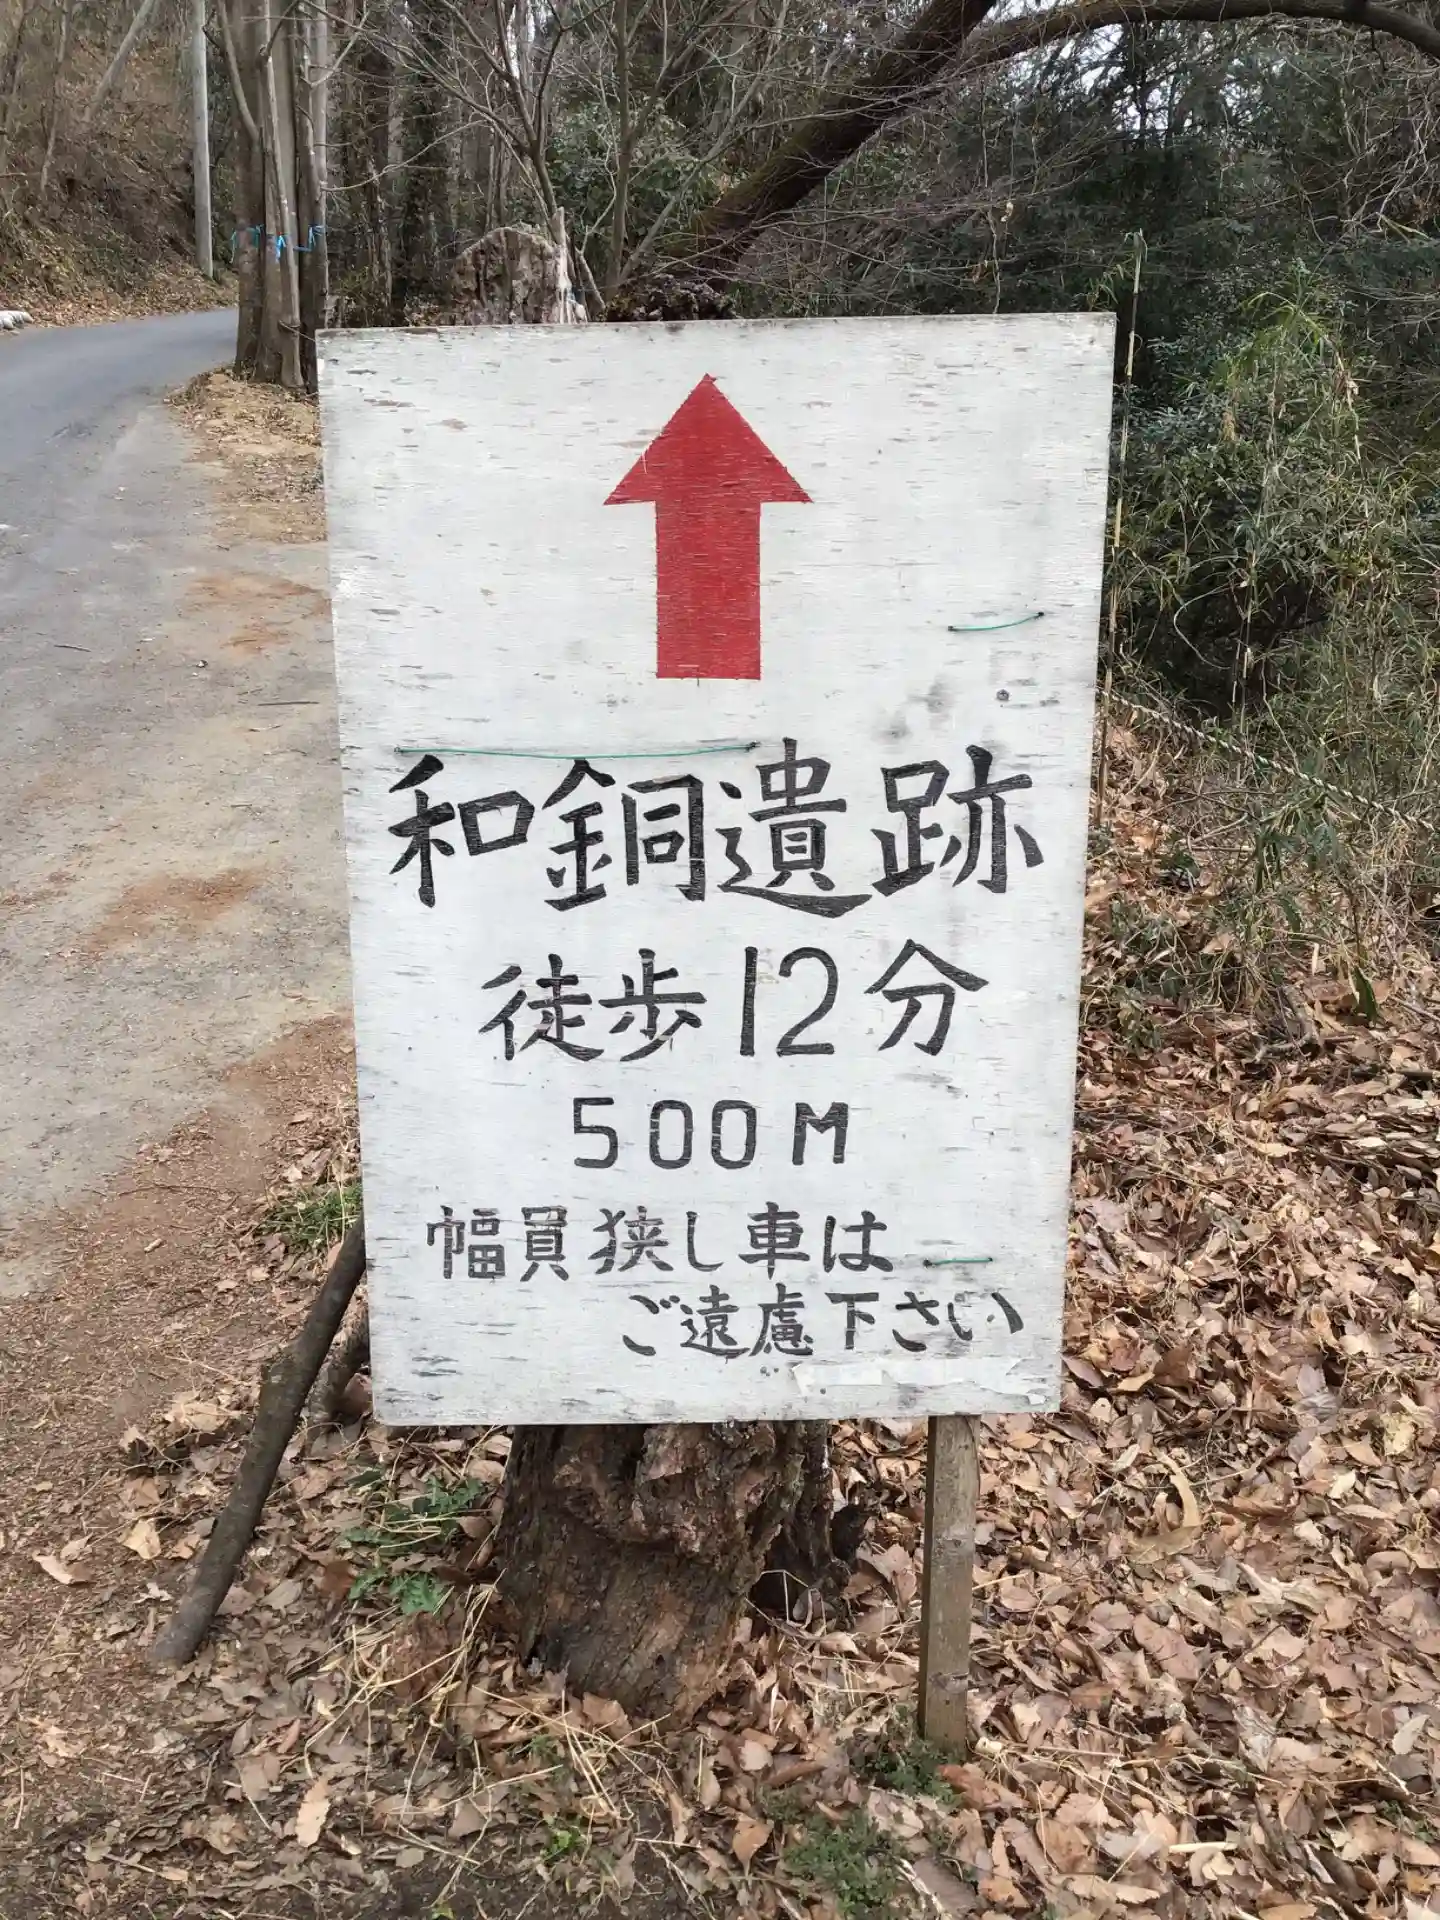 和銅遺跡
徒歩12分
500M
幅員狭し車は
ご遠慮下さい